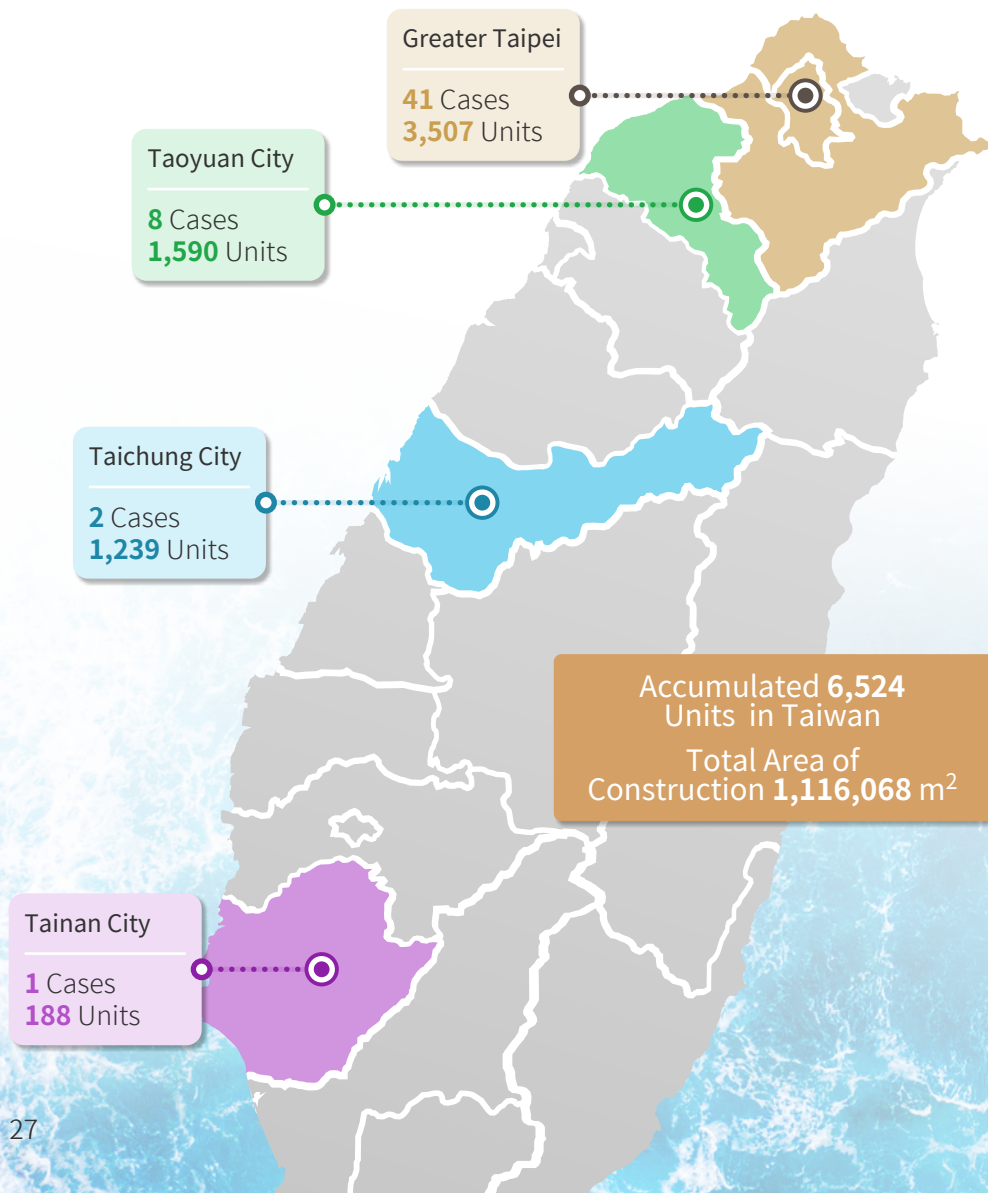 Greater Taipei
41 Cases
3,507 Units
Taoyuan City
8 Cases
1,590 Units
Taichung City
2 Cases
1,239 Units
Accumulated 6,524
Units in Taiwan
Total Area of
Construction 1,116,068 m²
Tainan City
1 Cases
188 Units
27